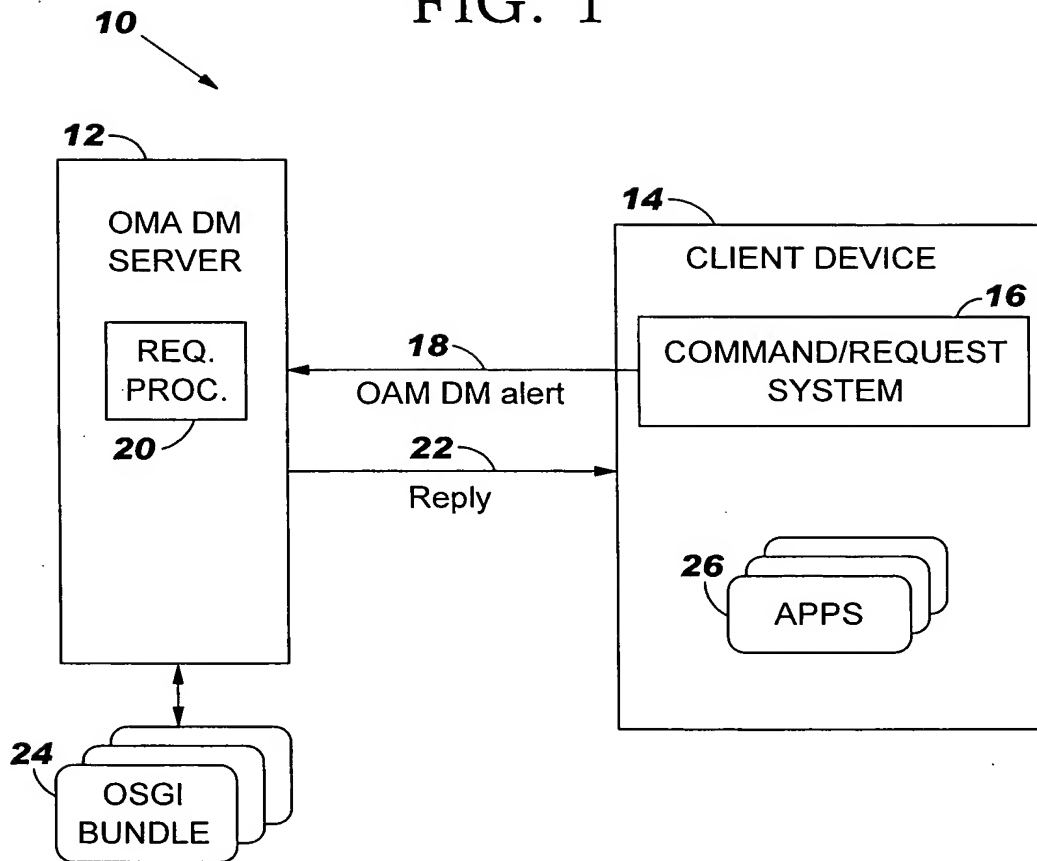 FIG. 1
10
12
OMA DM
SERVER
14
CLIENT DEVICE
16
COMMAND/REQUEST
SYSTEM
REQ.
PROC.
20
18
OAM DM alert
22
Reply
26
APPS
24
OSGI
BUNDLE